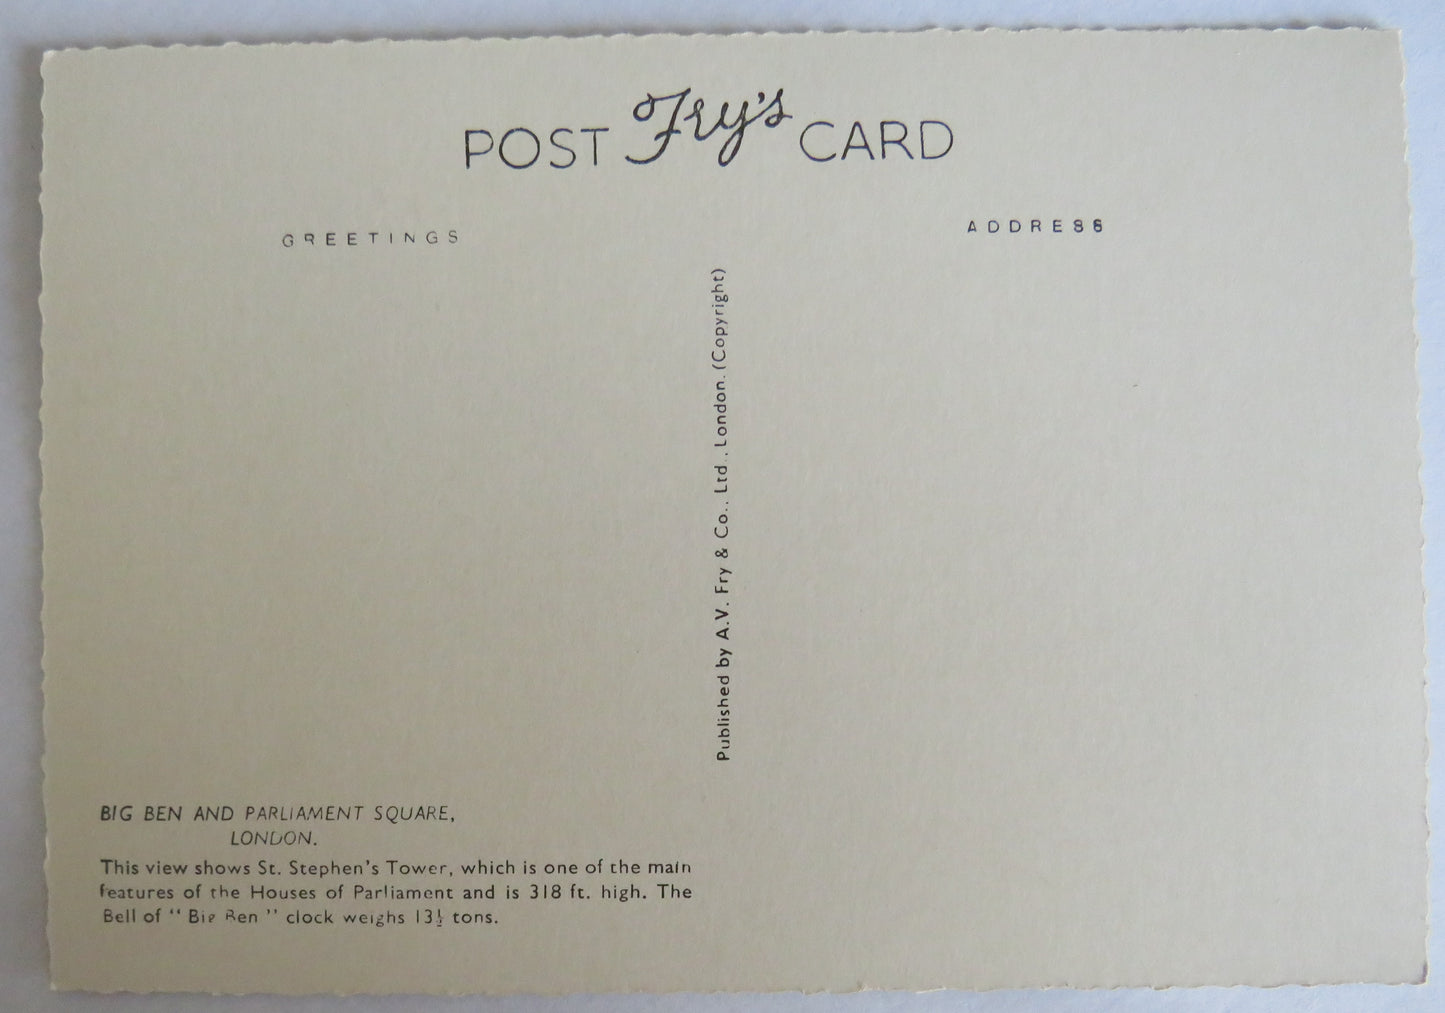 POST Fry's CARD
GREETINGS
ADDRESS
Published by A.V. Fry & Co., Ltd., London. (Copyright)
BIG BEN AND PARLIAMENT SQUARE,
LONDON.
This view shows St. Stephen's Tower, which is one of the main
features of the Houses of Parliament and is 318 ft. high. The
Bell of “ Big Ben ” clock weighs 13½ tons.